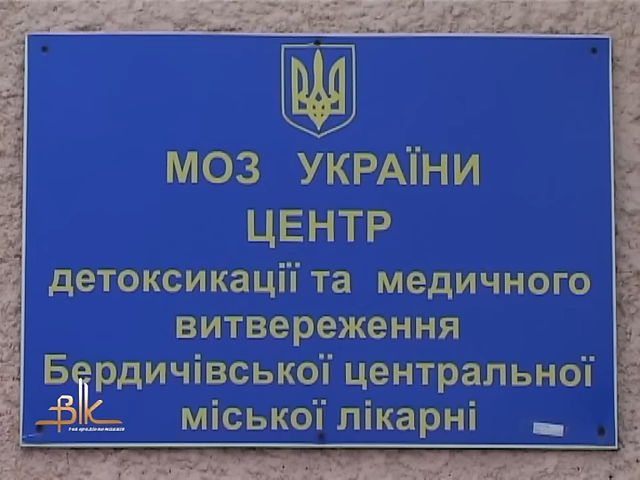 МОЗ УКРАЇНИ
ЦЕНТР
детоксикації та медичного
витвереження
Бердичівської центральної
міської лікарні
ВІК